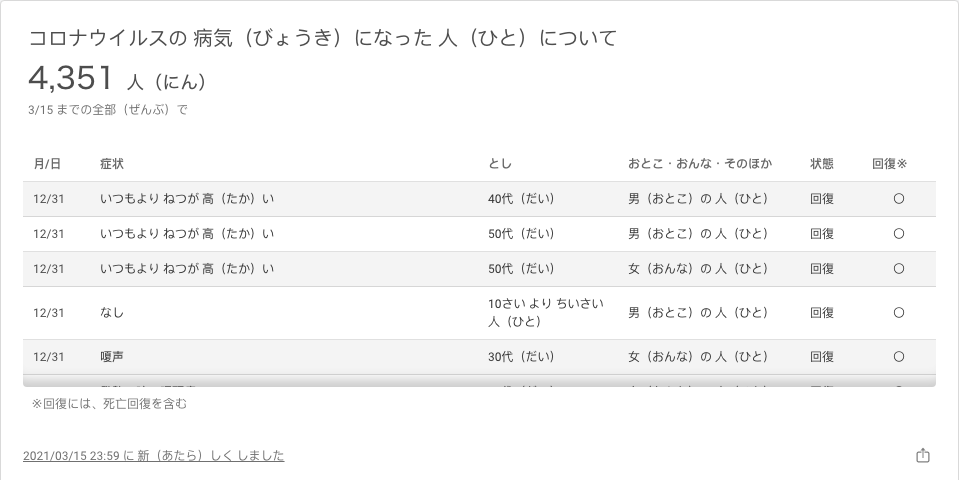 コロナウイルスの 病気（びょうき）になった 人（ひと）について
4,351 人（にん）
3/15 までの全部（ぜんぶ）で
月/日 症状 とし おとこ・おんな・そのほか 状態 回復※
12/31 いつもより ねつが 高（たか）い 40代（だい） 男（おとこ）の 人（ひと） 回復 〇
12/31 いつもより ねつが 高（たか）い 50代（だい） 男（おとこ）の 人（ひと） 回復 〇
12/31 いつもより ねつが 高（たか）い 50代（だい） 女（おんな）の 人（ひと） 回復 〇
12/31 なし 10さい より ちいさい 人（ひと） 男（おとこ）の 人（ひと） 回復 〇
12/31 嗄声 30代（だい） 女（おんな）の 人（ひと） 回復 〇
※回復には、死亡回復を含む
2021/03/15 23:59 に 新（あたら）しく しました